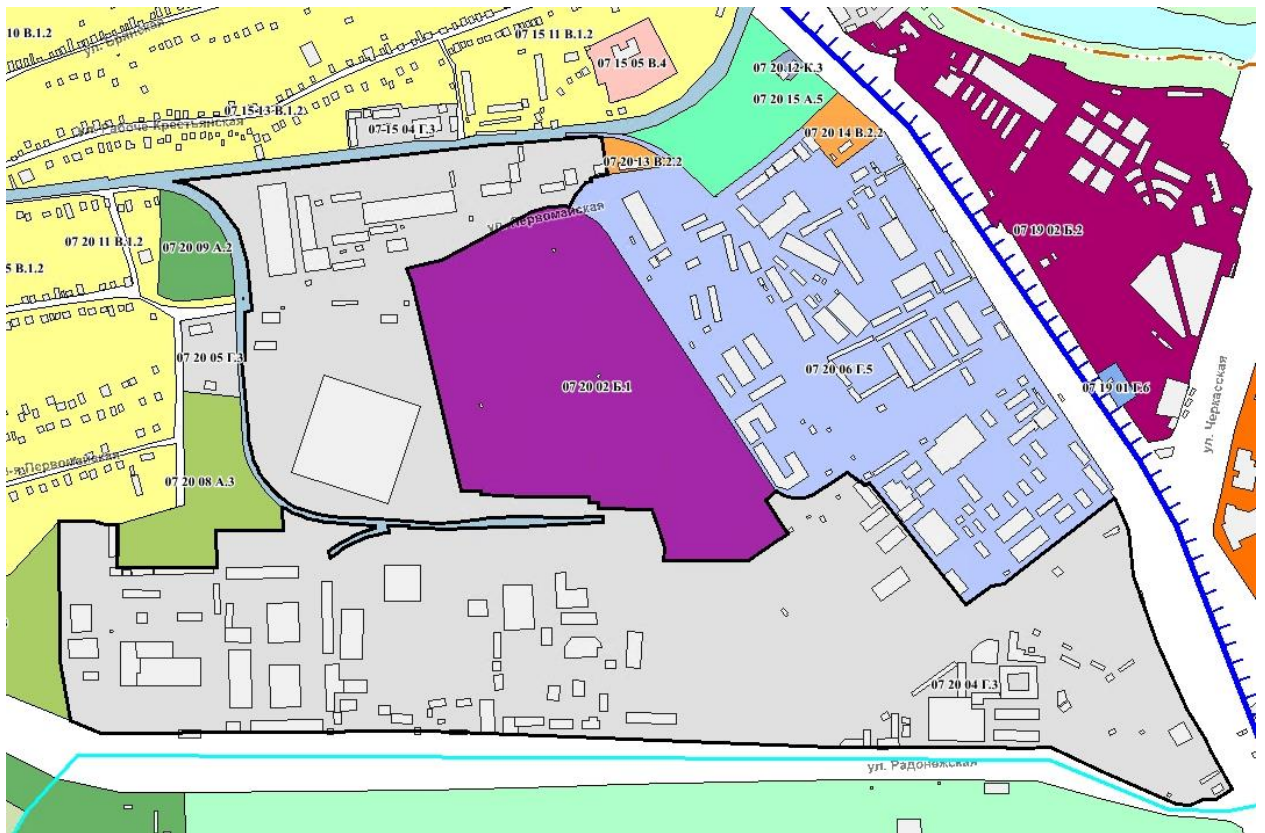 10 В.1.2
ул. Брянская
07 15 11 В.1.2
07 15 05 В.4
07 20 12 К.3
07 20 15 А.5
07 15 13 В.1.2
ул. Рабоче-Крестьянская
07 15 04 Г.3
07 20 14 В.2.2
07 20 13 В.2.2
ул. Первомайская
07 19 02 Б.2
07 20 11 В.1.2
07 20 09 А.2
5 В.1.2
07 20 05 Г.3
07 20 02 Б.1
07 20 06 Г.5
07 19 01 Г.6
ул. Черкасская
-я Первомайская
07 20 08 А.3
07 20 04 Г.3
ул. Радонежская